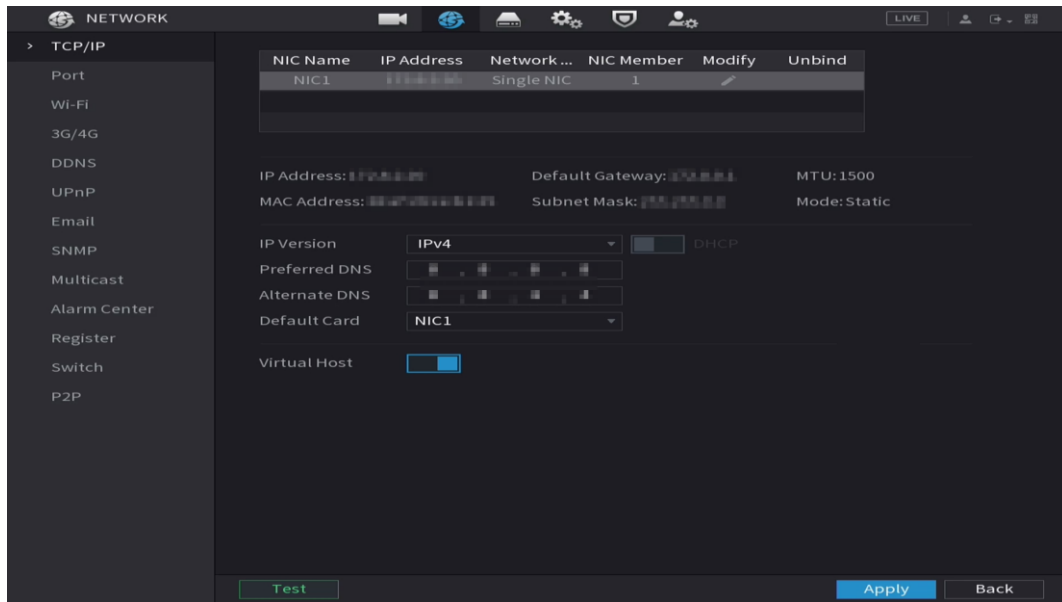 NETWORK
LIVE
TCP/IP
Port
Wi-Fi
3G/4G
DDNS
UPnP
Email
SNMP
Multicast
Alarm Center
Register
Switch
P2P
NIC Name IP Address Network ... NIC Member Modify Unbind
NIC1 Single NIC 1
IP Address: Default Gateway: MTU:1500
MAC Address: Subnet Mask: Mode:Static
IP Version IPv4 DHCP
Preferred DNS
Alternate DNS
Default Card NIC1
Virtual Host
Test Apply Back